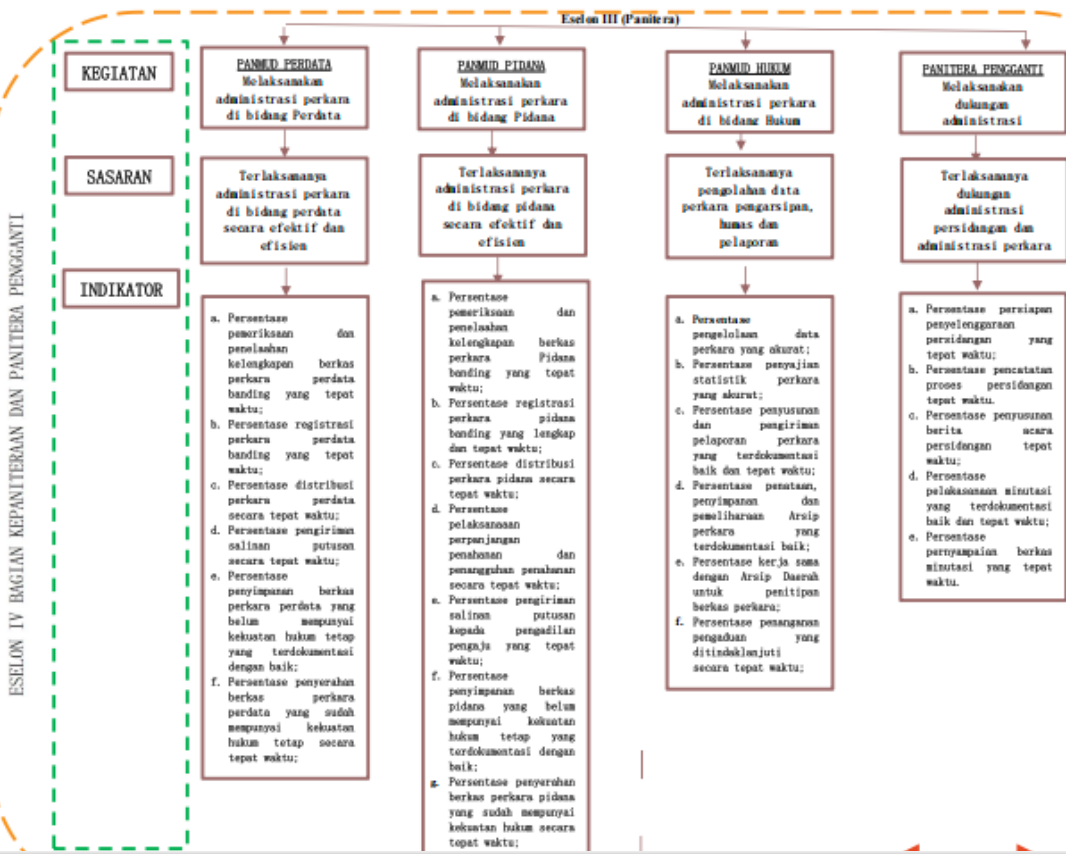 Eselon III (Panitera)
ESELON IV BAGIAN KEPANITERAAN DAN PANITERA PENGGANTI
KEGIATAN
SASARAN
INDIKATOR
PANMUD PERDATA
Melaksanakan
administrasi perkara
di bidang Perdata
Terlaksananya
administrasi perkara
di bidang perdata
secara efektif dan
efisien
a. Persentase
pemeriksaan dan
penelaahan
kelengkapan berkas
perkara perdata
banding yang tepat
waktu;
b. Persentase registrasi
perkara perdata
banding yang tepat
waktu;
c. Persentase distribusi
perkara perdata
secara tepat waktu;
d. Persentase pengiriman
salinan putusan
secara tepat waktu;
e. Persentase
penyimpanan berkas
perkara perdata yang
belum mempunyai
kekuatan hukum tetap
yang terdokumentasi
dengan baik;
f. Persentase penyerahan
berkas perkara
perdata yang sudah
mempunyai kekuatan
hukum tetap secara
tepat waktu;
PANMUD PIDANA
Melaksanakan
administrasi perkara
di bidang Pidana
Terlaksananya
administrasi perkara
di bidang pidana
secara efektif dan
efisien
a. Persentase
pemeriksaan dan
penelaahan
kelengkapan berkas
perkara Pidana
banding yang tepat
waktu;
b. Persentase registrasi
perkara pidana
banding yang lengkap
dan tepat waktu;
c. Persentase distribusi
perkara pidana secara
tepat waktu;
d. Persentase
pelaksanaan
perpanjangan
penahanan dan
penangguhan penahanan
secara tepat waktu;
e. Persentase pengiriman
salinan putusan
kepada pengadilan
pengaju yang tepat
waktu;
f. Persentase
penyimpanan berkas
pidana yang belum
mempunyai kekuatan
hukum tetap yang
terdokumentasi dengan
baik;
g. Persentase penyerahan
berkas perkara pidana
yang sudah mempunyai
kekuatan hukum secara
tepat waktu;
PANMUD HUKUM
Melaksanakan
administrasi perkara
di bidang Hukum
Terlaksananya
pengolahan data
perkara pengarsipan,
humas dan
pelaporan
a. Persentase
pengelolaan data
perkara yang akurat;
b. Persentase penyajian
statistik perkara
yang akurat;
c. Persentase penyusunan
dan pengiriman
pelaporan perkara
yang terdokumentasi
baik dan tepat waktu;
d. Persentase penataan,
penyimpanan dan
pemeliharaan Arsip
perkara yang
terdokumentasi baik;
e. Persentase kerja sama
dengan Arsip Daerah
untuk penitipan
berkas perkara;
f. Persentase penanganan
pengaduan yang
ditindaklanjuti
secara tepat waktu;
PANITERA PENGGANTI
Melaksanakan
dukungan
administrasi
Terlaksananya
dukungan
administrasi
persidangan dan
administrasi perkara
a. Persentase persiapan
penyelenggaraan
persidangan yang
tepat waktu;
b. Persentase pencatatan
proses persidangan
tepat waktu.
c. Persentase penyusunan
berita acara
persidangan tepat
waktu;
d. Persentase
pelakasanaan minutasi
yang terdokumentasi
baik dan tepat waktu;
e. Persentase
pernyampaian berkas
minutasi yang tepat
waktu.